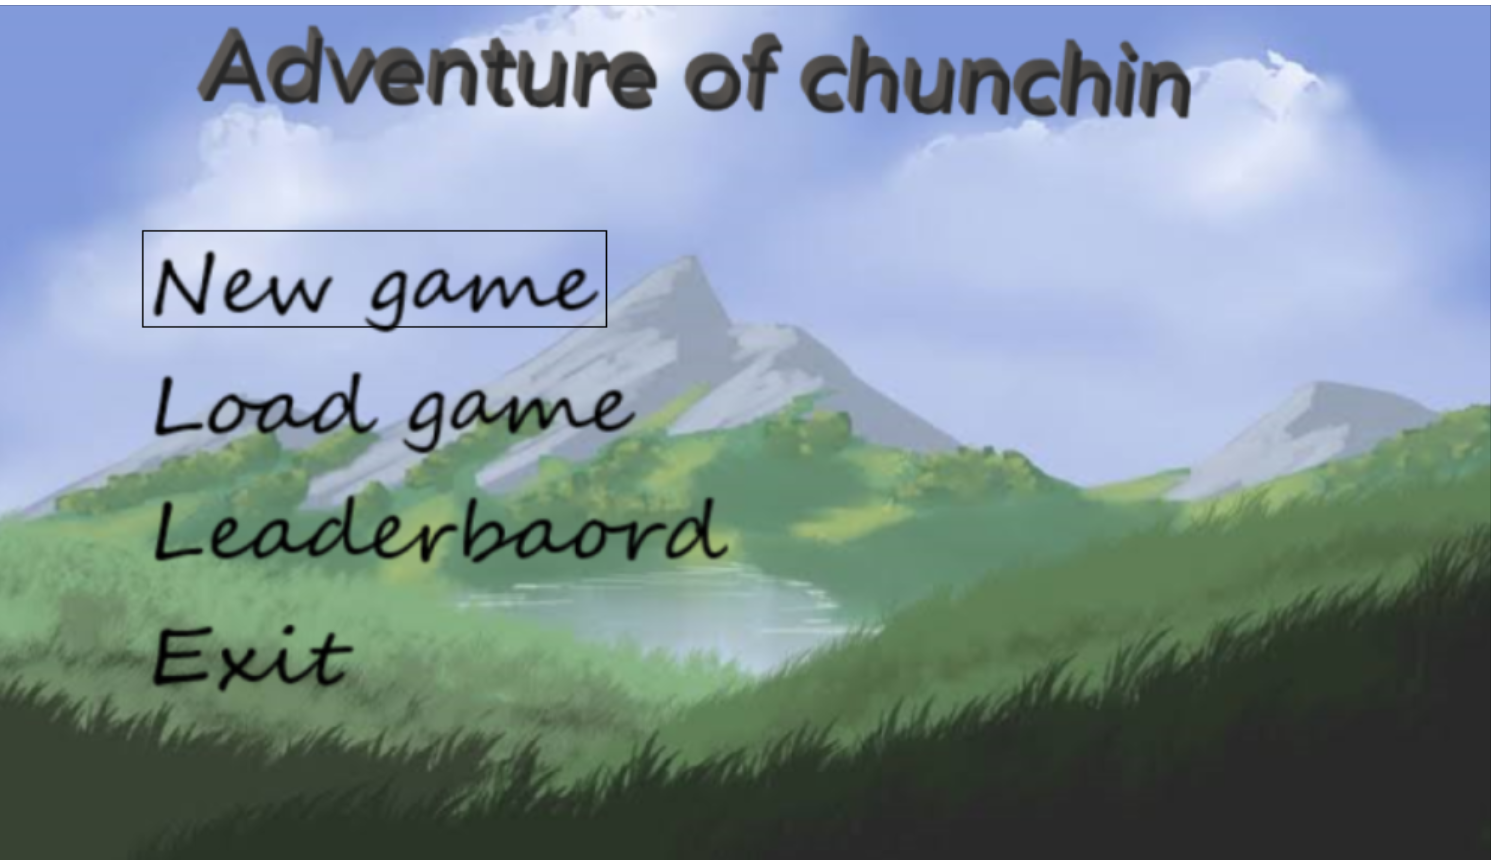 Adventure of chunchin
New game
Load game
Leaderbaord
Exit